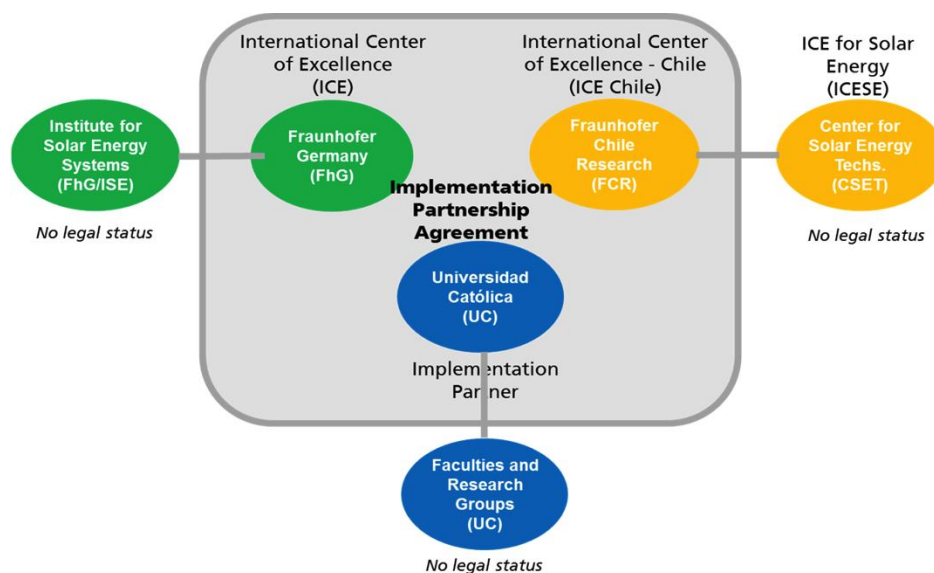 International Center
of Excellence
(ICE)
International Center
of Excellence - Chile
(ICE Chile)
ICE for Solar
Energy
(ICESE)
Institute for
Solar Energy
Systems
(FhG/ISE)
Fraunhofer
Germany
(FhG)
Fraunhofer
Chile
Research
(FCR)
Center for
Solar Energy
Techs.
(CSET)
No legal status
Implementation
Partnership
Agreement
No legal status
Universidad
Católica
(UC)
Implementation
Partner
Faculties and
Research
Groups
(UC)
No legal status